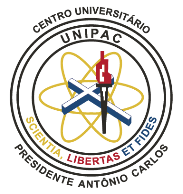 CENTRO UNIVERSITÁRIO
UNIPAC
SCIENTIA, LIBERTAS ET FIDES
PRESIDENTE ANTÔNIO CARLOS